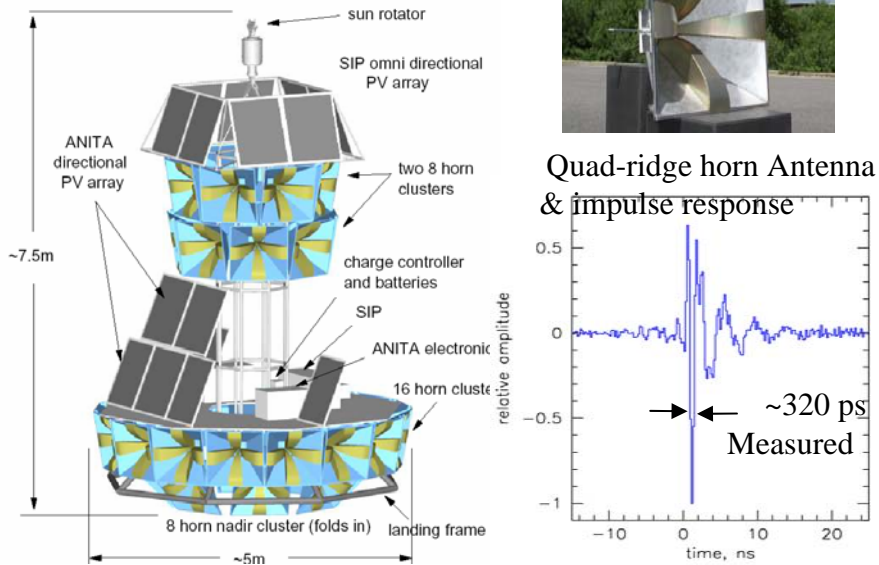 sun rotator
SIP omni directional
PV array
ANITA
directional
PV array
two 8 horn
clusters
~7.5m
charge controller
and batteries
SIP
ANITA electronic
16 horn cluste
8 horn nadir cluster (folds in)
landing frame
~5m
Quad-ridge horn Antenna
& impulse response
relative amplitude
0.5
0
−0.5
−1
~320 ps
Measured
−10
0
10
20
time, ns